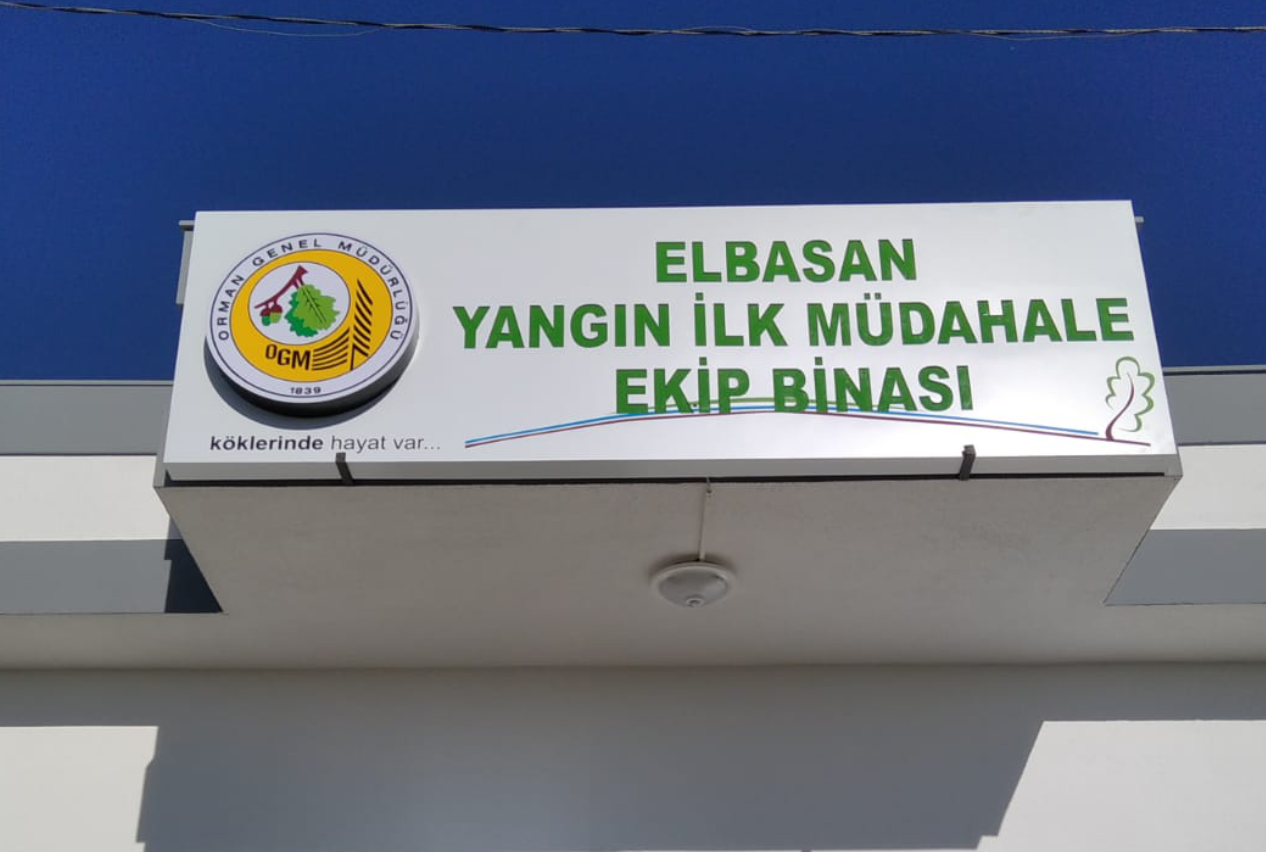 ORMAN GENEL MÜDÜRLÜĞÜ
OGM
1839
köklerinde hayat var...
ELBASAN
YANGIN İLK MÜDAHALE
EKİP BİNASI